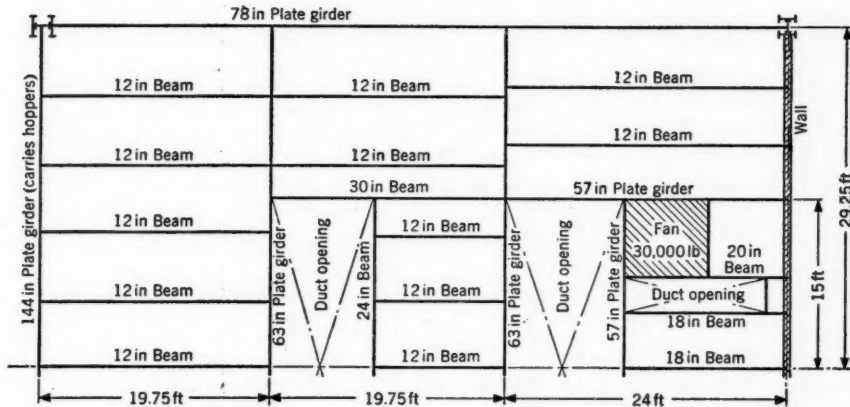 78 in Plate girder
12 in Beam
12 in Beam
12 in Beam
12 in Beam
12 in Beam
12 in Beam
12 in Beam
30 in Beam
57 in Plate girder
144 in Plate girder (carries hoppers)
Wall
29.25 ft
12 in Beam
12 in Beam
Fan
30,000 lb
20 in
Beam
63 in Plate girder
Duct opening
24 in Beam
63 in Plate girder
Duct opening
57 in Plate girder
Duct opening
15 ft
12 in Beam
12 in Beam
18 in Beam
12 in Beam
12 in Beam
18 in Beam
19.75 ft
19.75 ft
24 ft